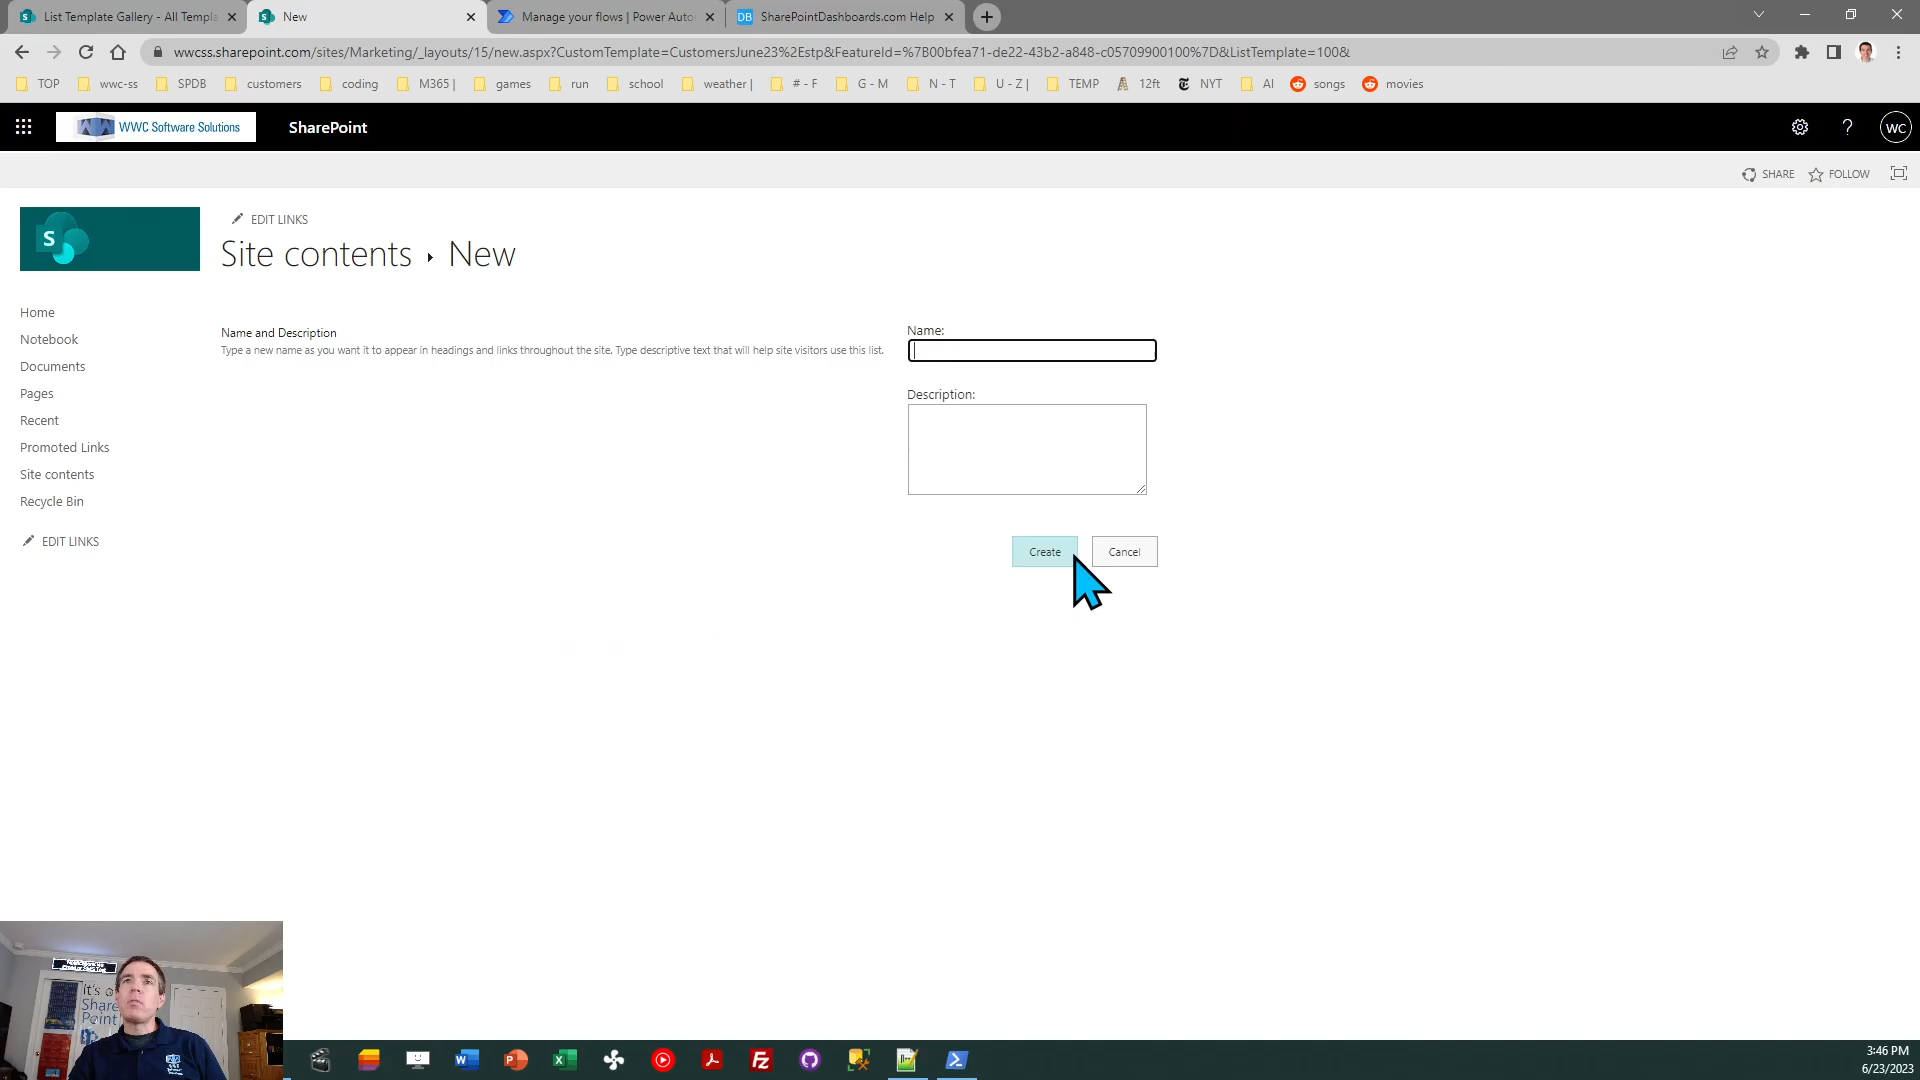 List Template Gallery - All Templa
New
Manage your flows | Power Auto
SharePointDashboards.com Help
wwcss.sharepoint.com/sites/Marketing/_layouts/15/new.aspx?CustomTemplate=CustomersJune23%2Estp&FeatureId=%7B00bfea71-de22-43b2-a848-c05709900100%7D&ListTemplate=100&
TOP
wwc-ss
SPDB
customers
coding
M365 |
games
run
school
weather |
# - F
G - M
N - T
U - Z |
TEMP
12ft
NYT
AI
songs
movies
WWC Software Solutions
SharePoint
?
WC
SHARE
FOLLOW
S
EDIT LINKS
Site contents ▸ New
Home
Notebook
Documents
Pages
Recent
Promoted Links
Site contents
Recycle Bin
EDIT LINKS
Name and Description
Type a new name as you want it to appear in headings and links throughout the site. Type descriptive text that will help site visitors use this list.
Name:
Description:
Create
Cancel
It's
Share
Point
3:46 PM
6/23/2023